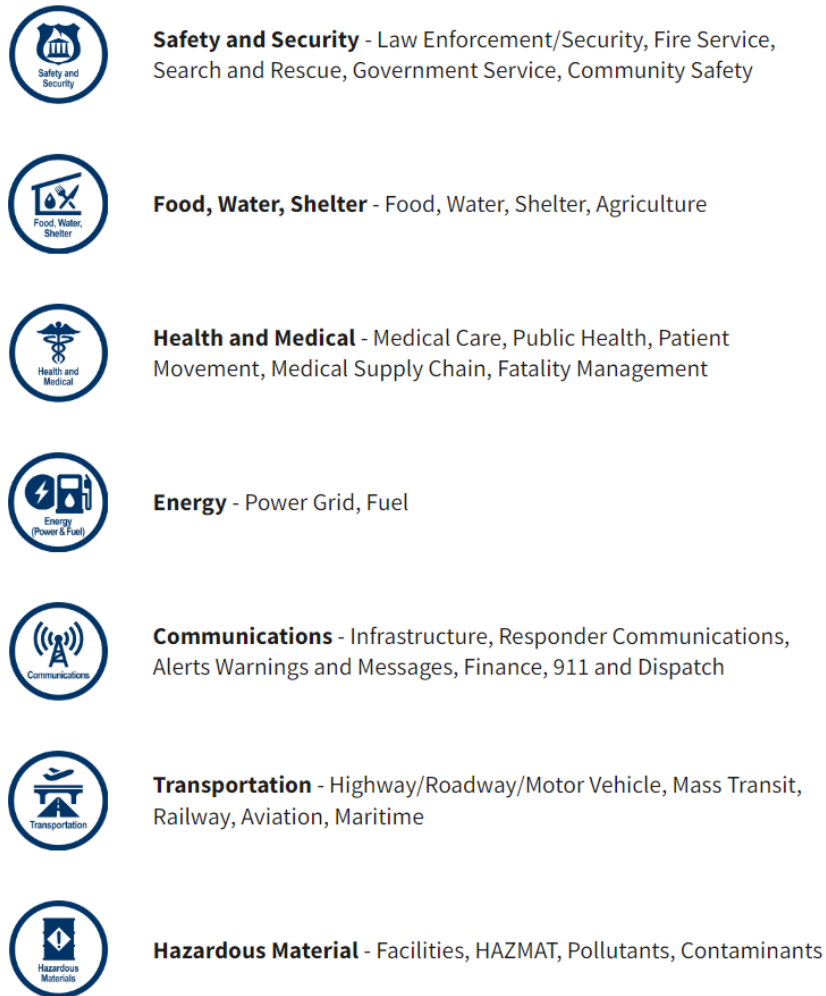 Safety and
Security
Safety and Security - Law Enforcement/Security, Fire Service,
Search and Rescue, Government Service, Community Safety
Food, Water,
Shelter
Food, Water, Shelter - Food, Water, Shelter, Agriculture
Health and
Medical
Health and Medical - Medical Care, Public Health, Patient
Movement, Medical Supply Chain, Fatality Management
Energy
(Power & Fuel)
Energy - Power Grid, Fuel
Communications
Communications - Infrastructure, Responder Communications,
Alerts Warnings and Messages, Finance, 911 and Dispatch
Transportation
Transportation - Highway/Roadway/Motor Vehicle, Mass Transit,
Railway, Aviation, Maritime
Hazardous
Materials
Hazardous Material - Facilities, HAZMAT, Pollutants, Contaminants